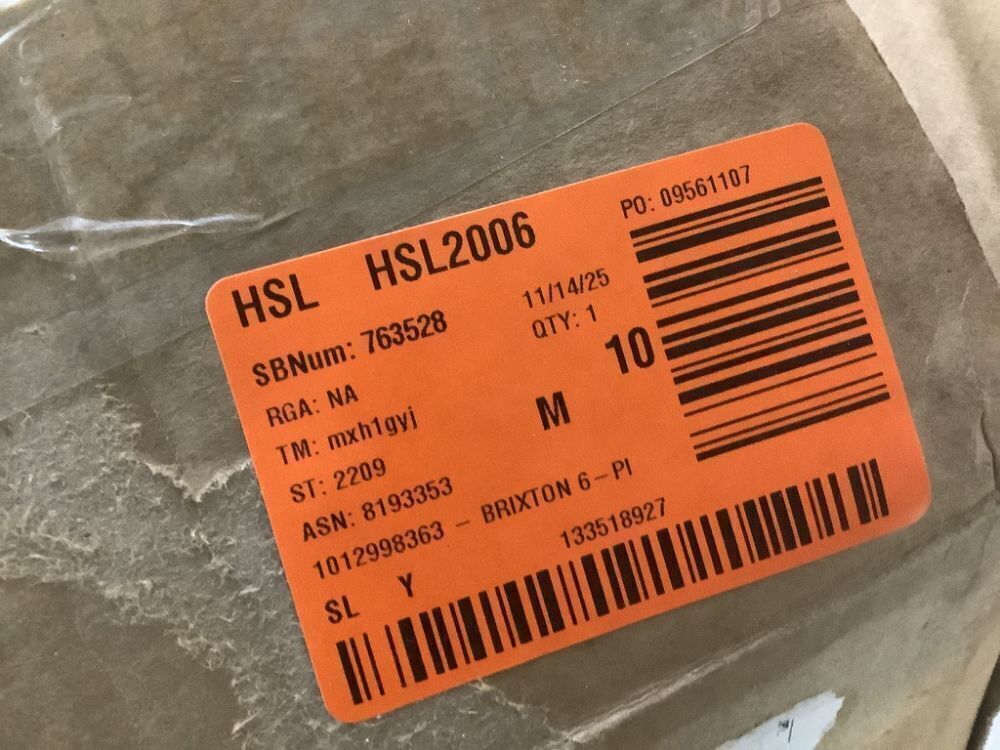 HSL HSL2006 PO: 09561107
SBNum: 763528 11/14/25
RGA: NA QTY: 1
TM: mxh1gyj M 10
ST: 2209
ASN: 8193353
1012998363 - BRIXTON 6-PI
SL Y 133518927